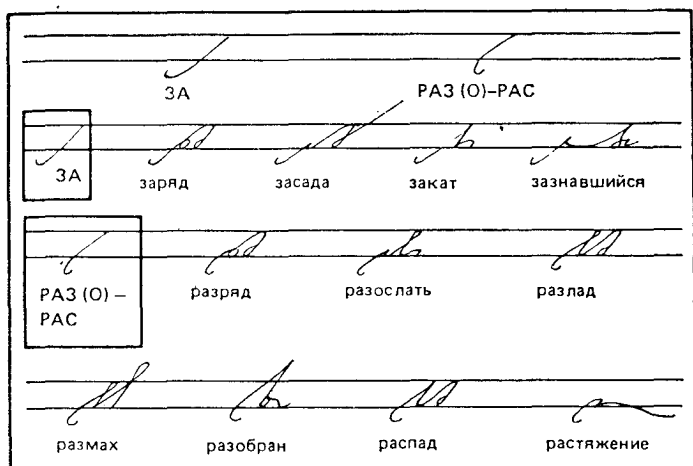 ЗА РАЗ (О)–РАС
ЗА заряд засада закат зазнавшийся
РАЗ (О) – РАС разряд разослать разлад
размах разобран распад растяжение